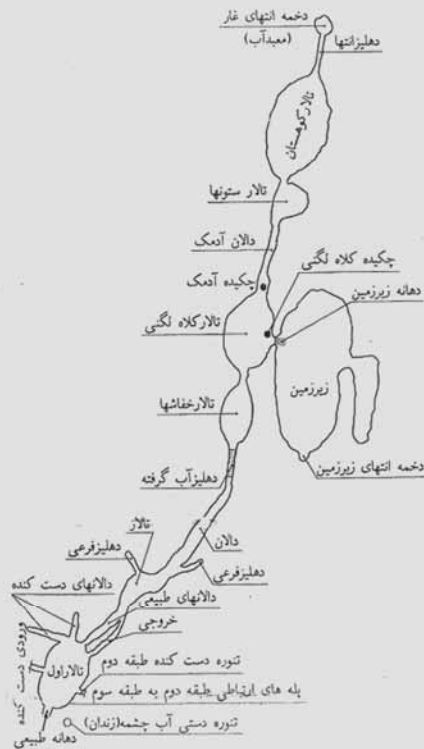 دخمه انتهای غار
(معبدآب)
دهلیزانتها
تالارکوهستان
تالار ستونها
دالان آدمک
چکیده کلاه لگنی
چکیده آدمک
دهانه زیرزمین
تالارکلاه لگنی
زیرزمین
تالارخفاشها
دخمه انتهای زیرزمین
دهلیزآب گرفته
دالان
تالار
دهلیزفرعی
دهلیزفرعی
دالانهای دست کنده
دالانهای طبیعی
خروجی
ورودی دست کنده
تالاراول
تنوره دست کنده طبقه دوم
پله های ارتباطی طبقه دوم به طبقه سوم
تنوره دستی آب چشمه(زندان)
دهانه طبیعی